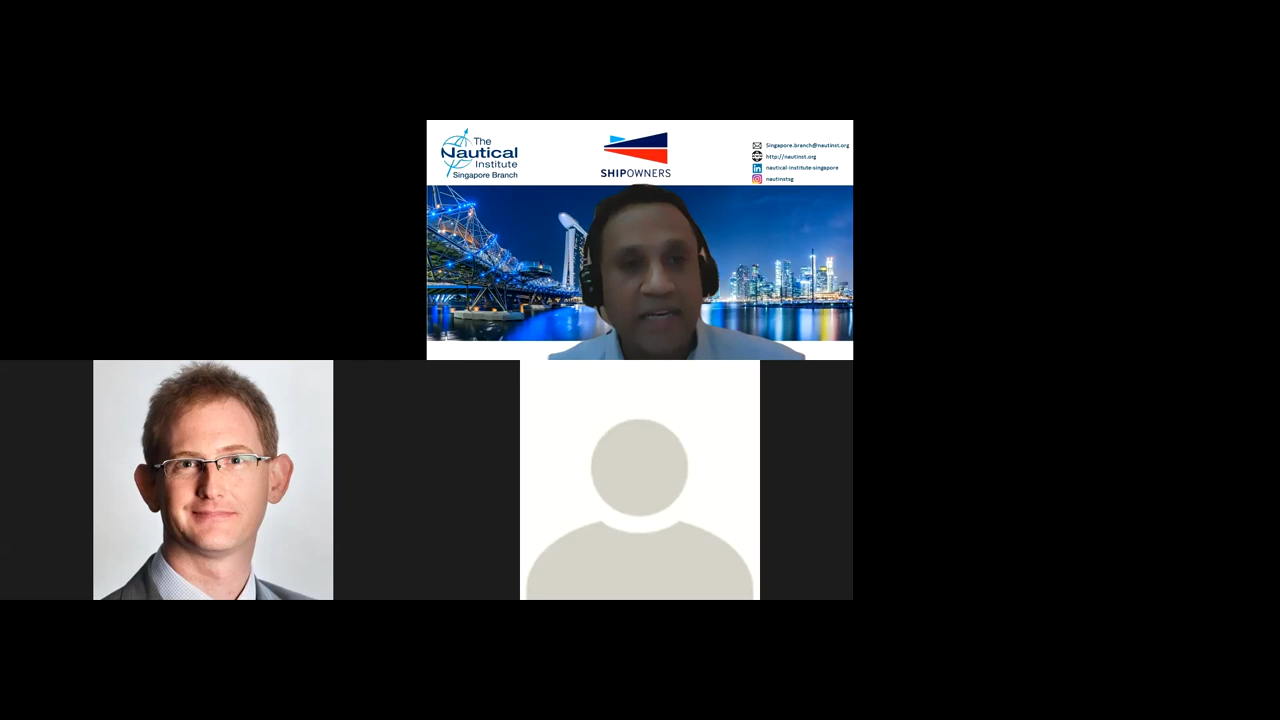 The
Nautical
Institute
Singapore Branch
SHIPOWNERS
Singapore.branch@nautinst.org
http://nautinst.org
nautical-institute-singapore
nautinstsg